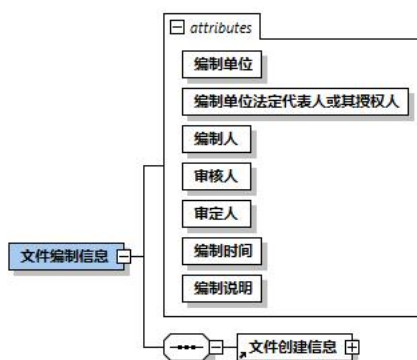 attributes
编制单位
编制单位法定代表人或其授权人
编制人
审核人
审定人
文件编制信息
编制时间
编制说明
文件创建信息